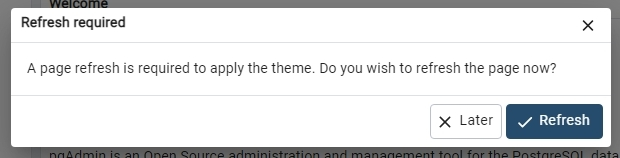 Welcome
Refresh required
A page refresh is required to apply the theme. Do you wish to refresh the page now?
Later
Refresh
pgAdmin is an Open Source administration and management tool for the PostgreSQL data